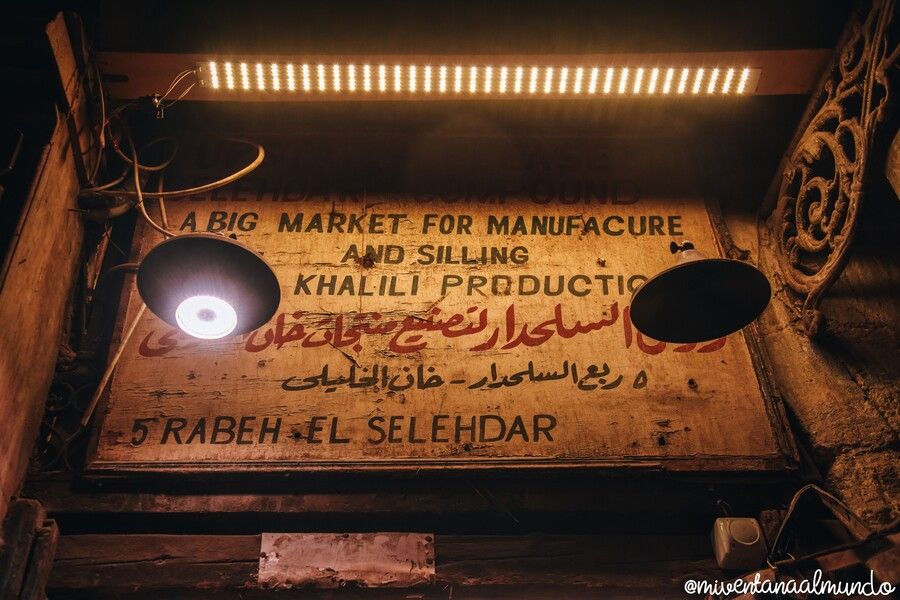 COMPOUND
A BIG MARKET FOR MANUFACURE
AND SILLING
KHALILI PRODUCTIO
السلحدار لتصنيع منتجات خان
٥ ربع السلحدار - خان الخليلى
5 RABEH EL SELEHDAR
@miventanaalmundo